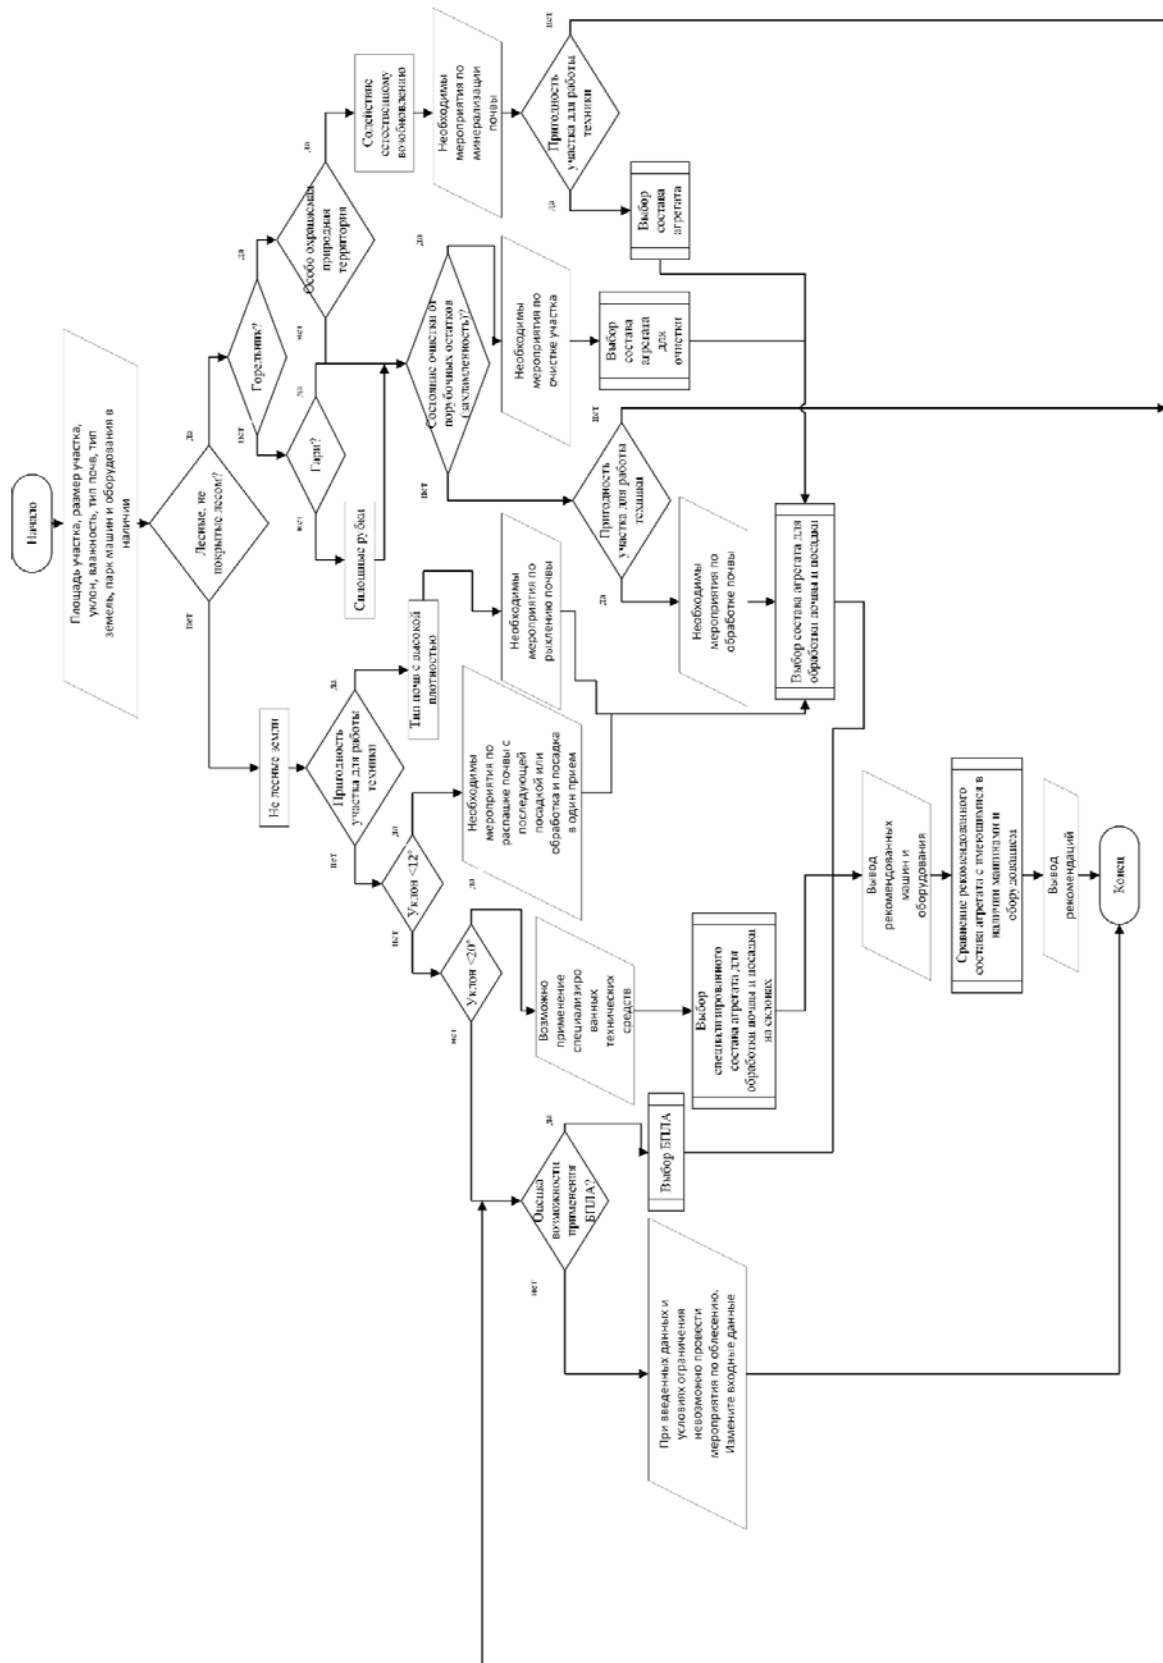 Начало
Площадь участка, размер участка,
уклон, влажность, тип почв, тип
земель, парк машин и оборудования в
наличии
Лесные, не
покрытые лесом?
нет
да
Не лесные земли
Горельник?
нет
да
Пригодность
участка для работы
техники
нет
да
Гари?
нет
да
Особо охраняемая
природная
территория
нет
да
Уклон <12°
нет
да
Тип почв с высокой
плотностью
Сплошные рубки
Содействие
естественному
возобновлению
Уклон <20°
нет
да
Необходимы
мероприятия по
распашке почвы с
последующей
посадкой или
обработка и посадка
в один прием
Необходимы
мероприятия по
рыхлению почвы
Состояние очистки от
порубочных остатков
(захламленность)?
нет
да
Необходимы
мероприятия по
минерализации
почвы
Оценка
возможности
применения
БПЛА?
нет
да
Возможно
применение
специализиро
ванных
технических
средств
Пригодность
участка для работы
техники
да
нет
Необходимы
мероприятия по
очистке участка
Пригодность
участка для работы
техники
да
нет
При введенных данных и
условиях ограничения
невозможно провести
мероприятия по облесению.
Измените входные данные
Выбор БПЛА
Выбор
специализированного
состава агрегата для
обработки почвы и посадки
на склонах
Необходимы
мероприятия по
обработке почвы
Выбор
состава
агрегата
для
очистки
Выбор
состава
агрегата
Выбор состава агрегата для
обработки почвы и посадки
Вывод
рекомендованных
машин и
оборудования
Сравнение рекомендованного
состава агрегата с имеющимися в
наличии машинами и
оборудованием
Вывод
рекомендаций
Конец